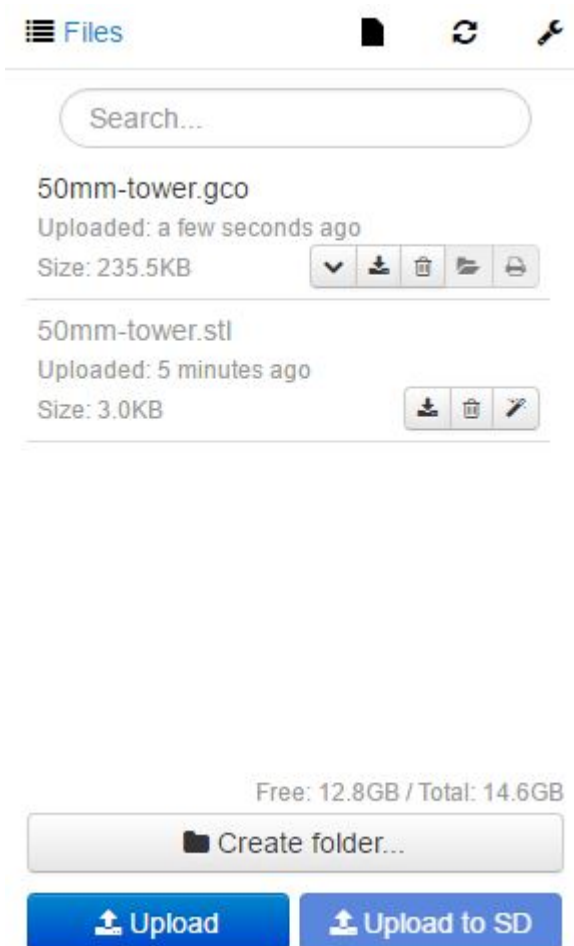 Files
Search...
50mm-tower.gco
Uploaded: a few seconds ago
Size: 235.5KB
50mm-tower.stl
Uploaded: 5 minutes ago
Size: 3.0KB
Free: 12.8GB / Total: 14.6GB
Create folder...
Upload
Upload to SD